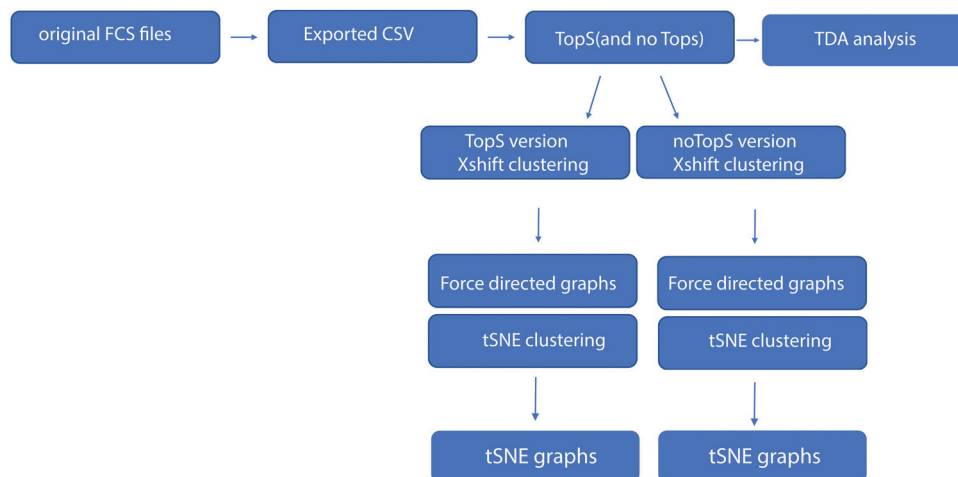 original FCS files
Exported CSV
TopS(and no Tops)
TDA analysis
TopS version
Xshift clustering
noTopS version
Xshift clustering
Force directed graphs
Force directed graphs
tSNE clustering
tSNE clustering
tSNE graphs
tSNE graphs